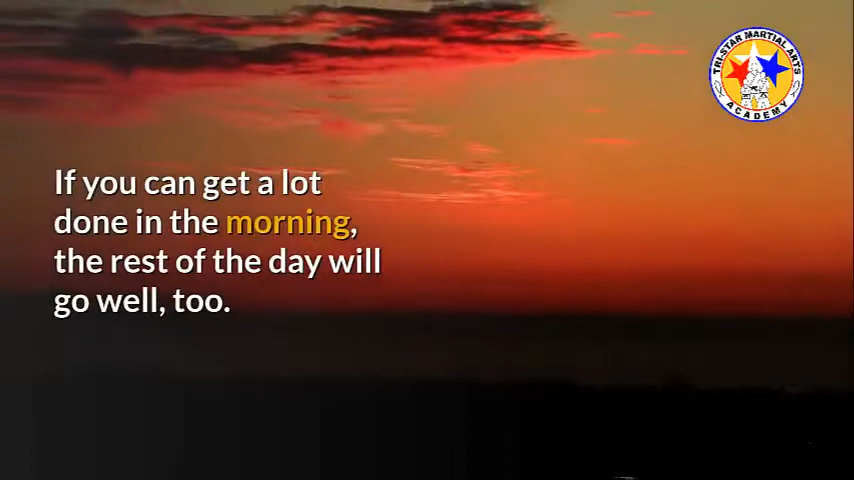 TRI-STAR MARTIAL ARTS
ACADEMY
If you can get a lot
done in the morning,
the rest of the day will
go well, too.